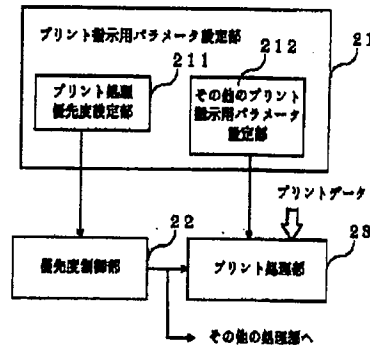 プリント指示用パラメータ設定部
212
21
211
プリント処理
優先度設定部
その他のプリント
指示用パラメータ
設定部
プリントデータ
22
23
優先度制御部
プリント処理部
その他の処理部へ